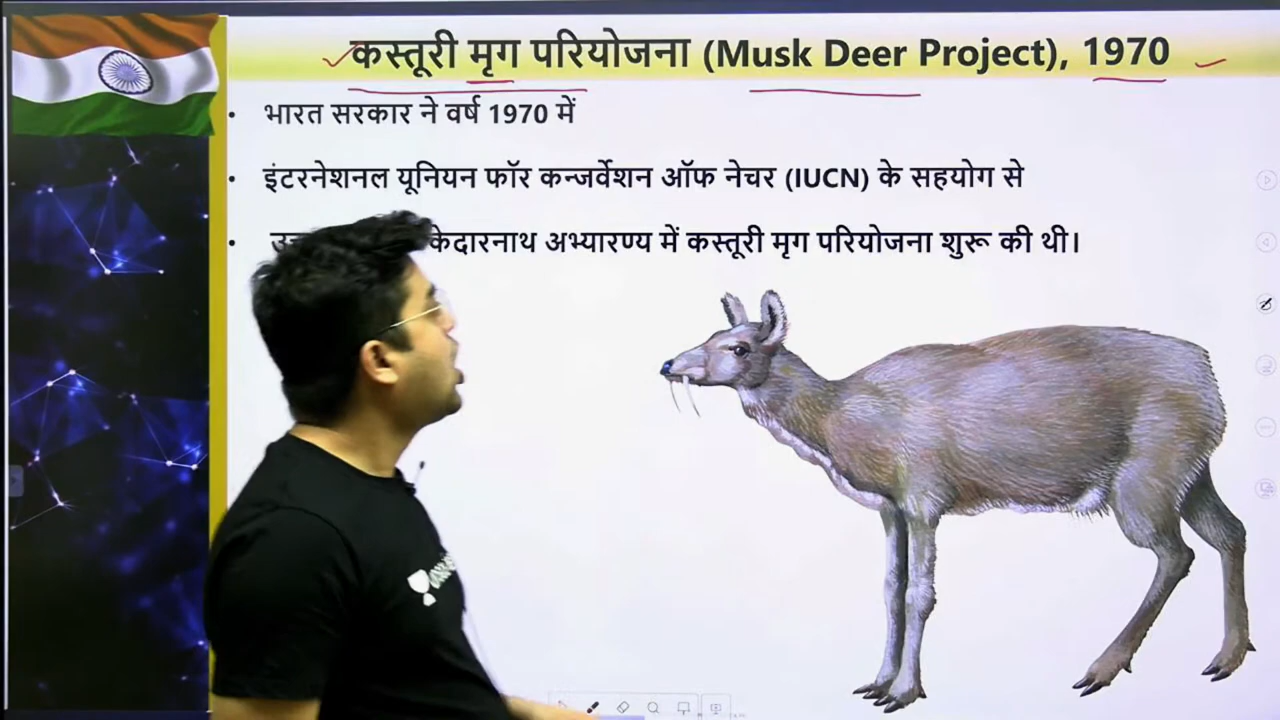 कस्तूरी मृग परियोजना (Musk Deer Project), 1970
• भारत सरकार ने वर्ष 1970 में
• इंटरनेशनल यूनियन फॉर कन्जर्वेशन ऑफ नेचर (IUCN) के सहयोग से
• केदारनाथ अभ्यारण्य में कस्तूरी मृग परियोजना शुरू की थी।